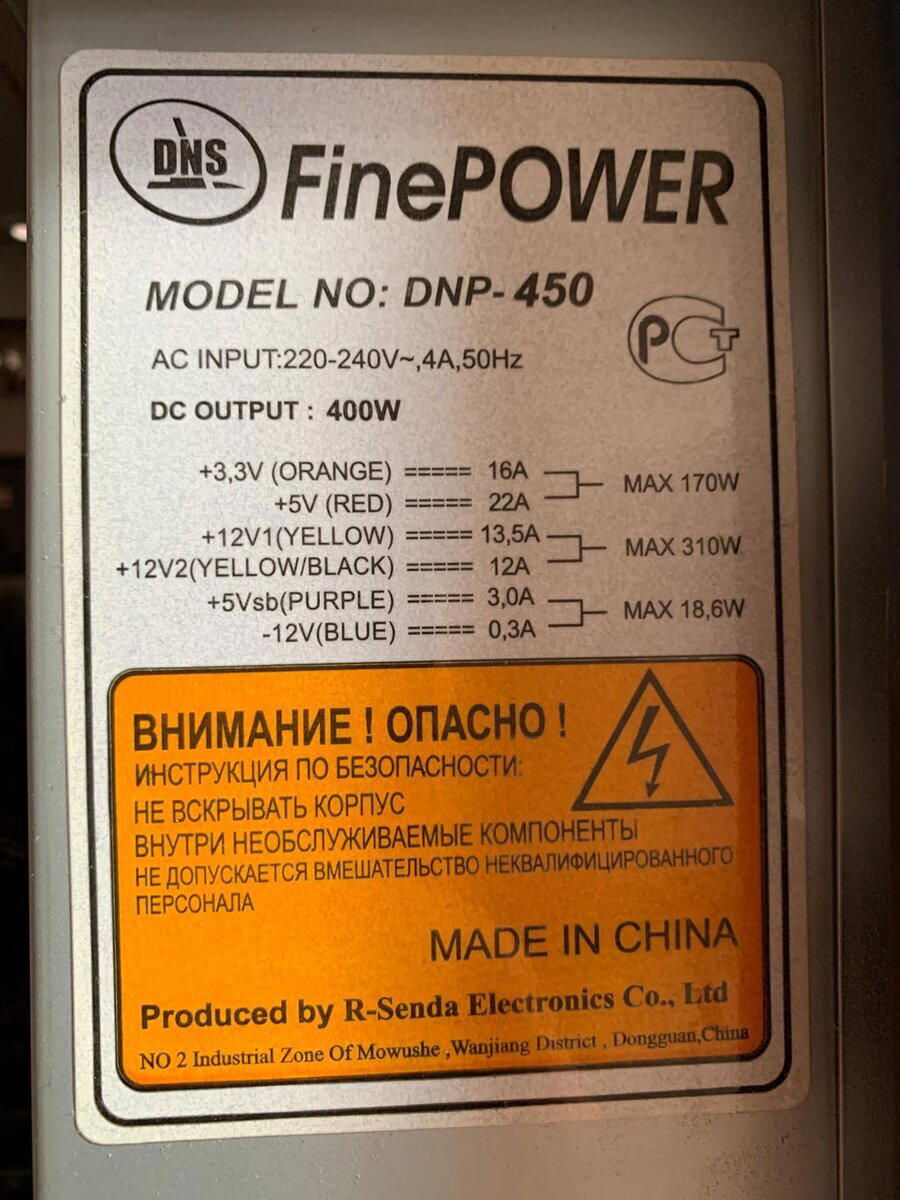 DNS
FinePOWER
MODEL NO: DNP-450
AC INPUT:220-240V~,4A,50Hz
РСТ
DC OUTPUT : 400W
+3,3V (ORANGE) ===== 16A
+5V (RED) ===== 22A
MAX 170W
+12V1(YELLOW) ===== 13,5A
+12V2(YELLOW/BLACK) ===== 12A
MAX 310W
+5Vsb(PURPLE) ===== 3,0A
-12V(BLUE) ===== 0,3A
MAX 18,6W
ВНИМАНИЕ ! ОПАСНО !
ИНСТРУКЦИЯ ПО БЕЗОПАСНОСТИ:
НЕ ВСКРЫВАТЬ КОРПУС
ВНУТРИ НЕОБСЛУЖИВАЕМЫЕ КОМПОНЕНТЫ
НЕ ДОПУСКАЕТСЯ ВМЕШАТЕЛЬСТВО НЕКВАЛИФИЦИРОВАННОГО
ПЕРСОНАЛА
MADE IN CHINA
Produced by R-Senda Electronics Co., Ltd
NO 2 Industrial Zone Of Mowushe ,Wanjiang District , Dongguan,China